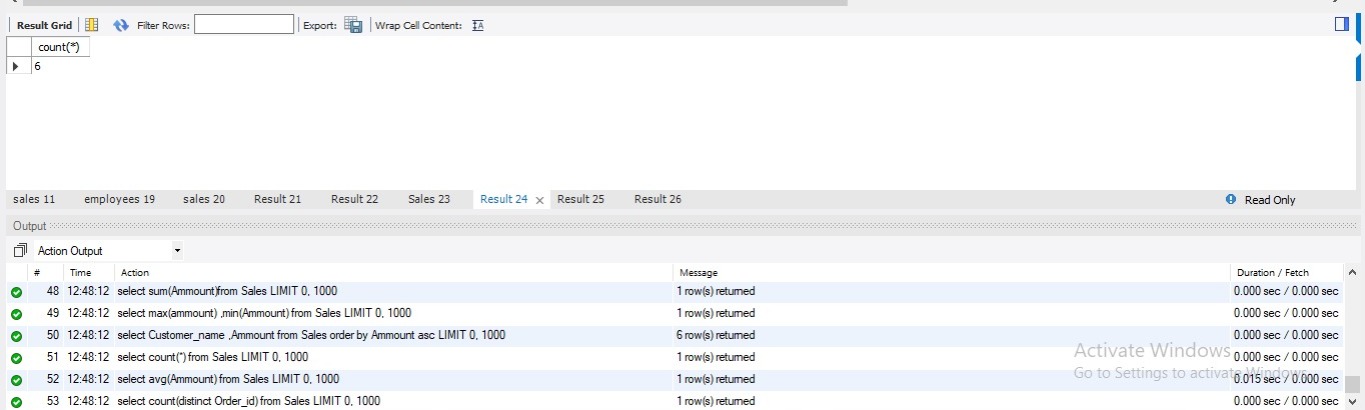 Result Grid Filter Rows: Export: Wrap Cell Content: IA
count(*)
6
sales 11 employees 19 sales 20 Result 21 Result 22 Sales 23 Result 24 × Result 25 Result 26 Read Only
Output
Action Output
# Time Action Message Duration / Fetch
48 12:48:12 select sum(Ammount)from Sales LIMIT 0, 1000 1 row(s) returned 0.000 sec / 0.000 sec
49 12:48:12 select max(ammount) ,min(Ammount) from Sales LIMIT 0, 1000 1 row(s) returned 0.000 sec / 0.000 sec
50 12:48:12 select Customer_name ,Ammount from Sales order by Ammount asc LIMIT 0, 1000 6 row(s) returned 0.000 sec / 0.000 sec
51 12:48:12 select count(*) from Sales LIMIT 0, 1000 1 row(s) returned 0.000 sec / 0.000 sec
52 12:48:12 select avg(Ammount) from Sales LIMIT 0, 1000 1 row(s) returned 0.015 sec / 0.000 sec
53 12:48:12 select count(distinct Order_id) from Sales LIMIT 0, 1000 1 row(s) returned 0.000 sec / 0.000 sec
Activate Windows
Go to Settings to activate Windows.